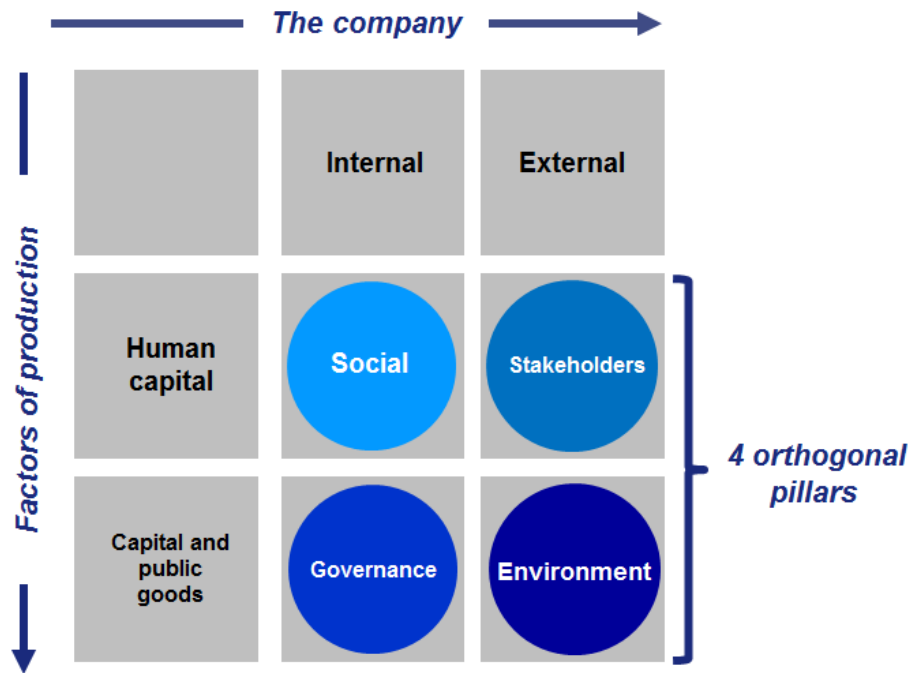 The company
Factors of production
Internal
External
Human
capital
Social
Stakeholders
4 orthogonal
pillars
Capital and
public
goods
Governance
Environment